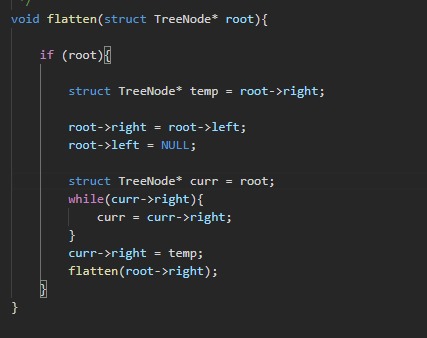 */
void flatten(struct TreeNode* root){
if (root){
struct TreeNode* temp = root->right;
root->right = root->left;
root->left = NULL;
struct TreeNode* curr = root;
while(curr->right){
curr = curr->right;
}
curr->right = temp;
flatten(root->right);
}
}